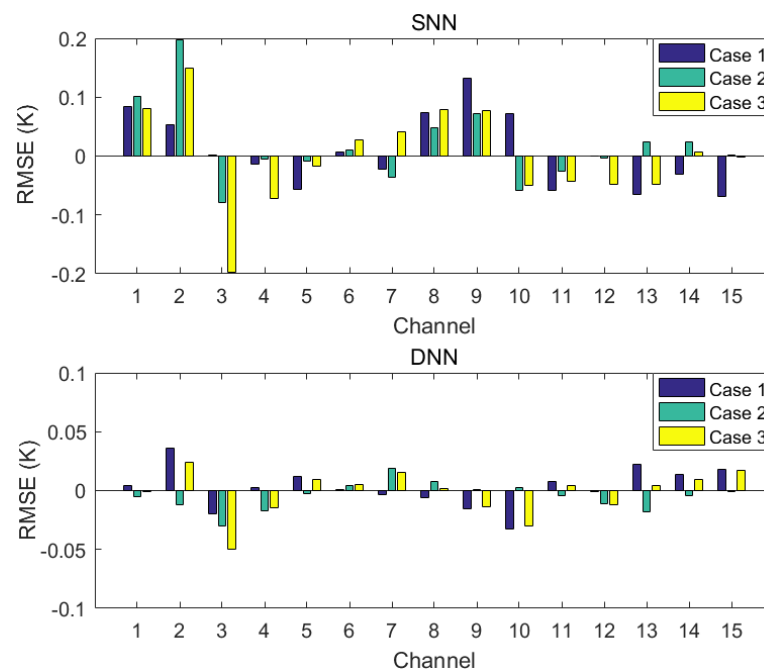 SNN
0.2
0.1
0
-0.1
-0.2
RMSE (K)
Case 1
Case 2
Case 3
1 2 3 4 5 6 7 8 9 10 11 12 13 14 15
Channel
DNN
0.1
0.05
0
-0.05
-0.1
RMSE (K)
Case 1
Case 2
Case 3
1 2 3 4 5 6 7 8 9 10 11 12 13 14 15
Channel